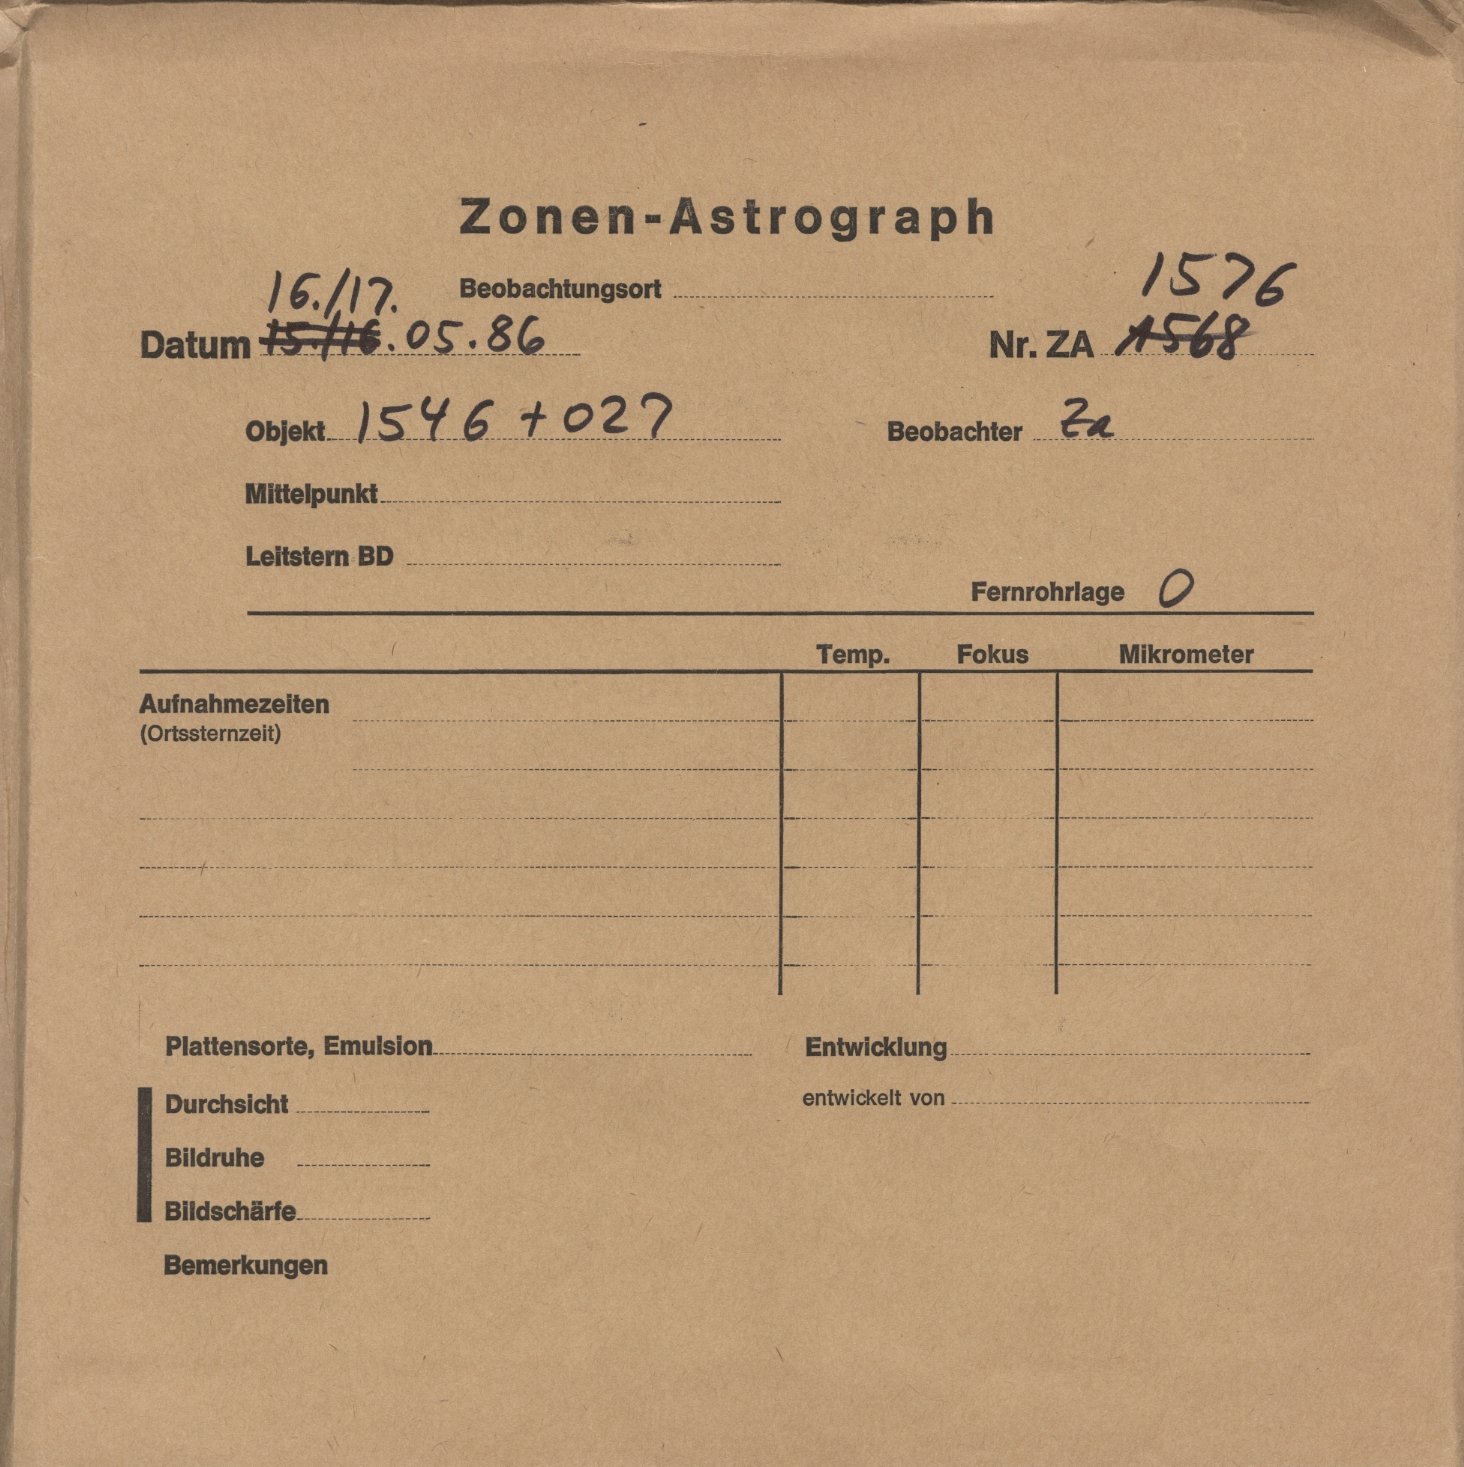 Zonen-Astrograph
16./17. Beobachtungsort 1576
Datum 15./16.05.86 Nr. ZA 1568
Objekt 1546+027 Beobachter Za
Mittelpunkt
Leitstern BD
Fernrohrlage O
Temp. Fokus Mikrometer
Aufnahmezeiten
(Ortssternzeit)
Plattensorte, Emulsion Entwicklung
Durchsicht entwickelt von
Bildruhe
Bildschärfe
Bemerkungen